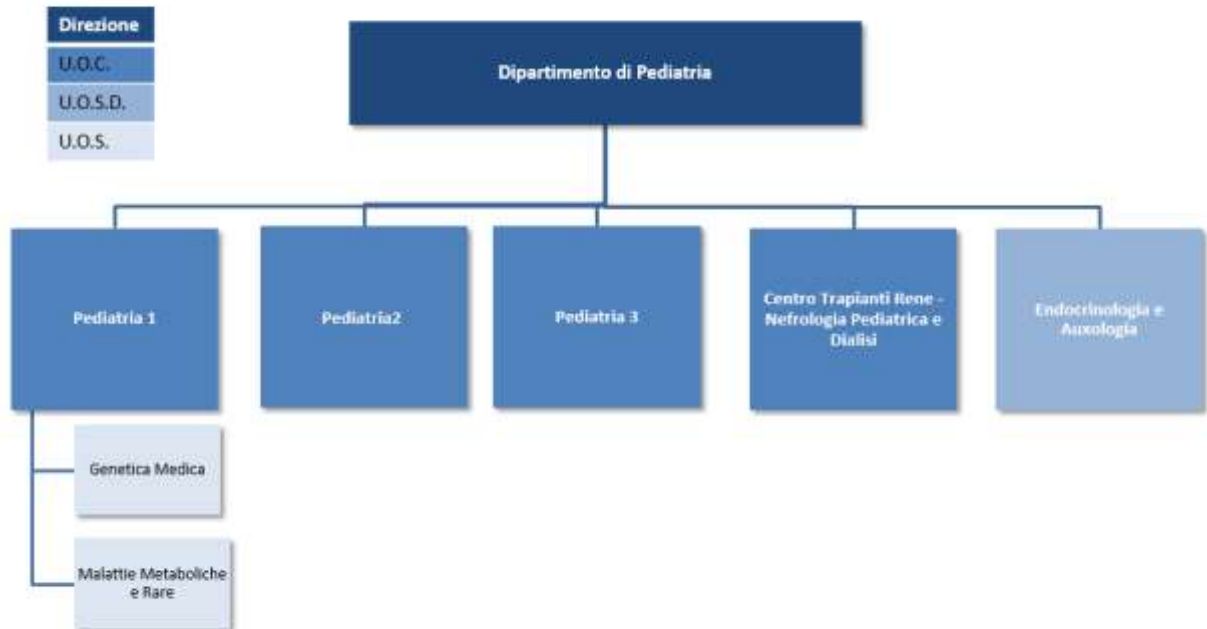 Direzione
U.O.C.
U.O.S.D.
U.O.S.
Dipartimento di Pediatria
Pediatria 1
Pediatria2
Pediatria 3
Centro Trapianti Rene -
Nefrologia Pediatrica e
Dialisi
Endocrinologia e
Auxologia
Genetica Medica
Malattie Metaboliche
e Rare